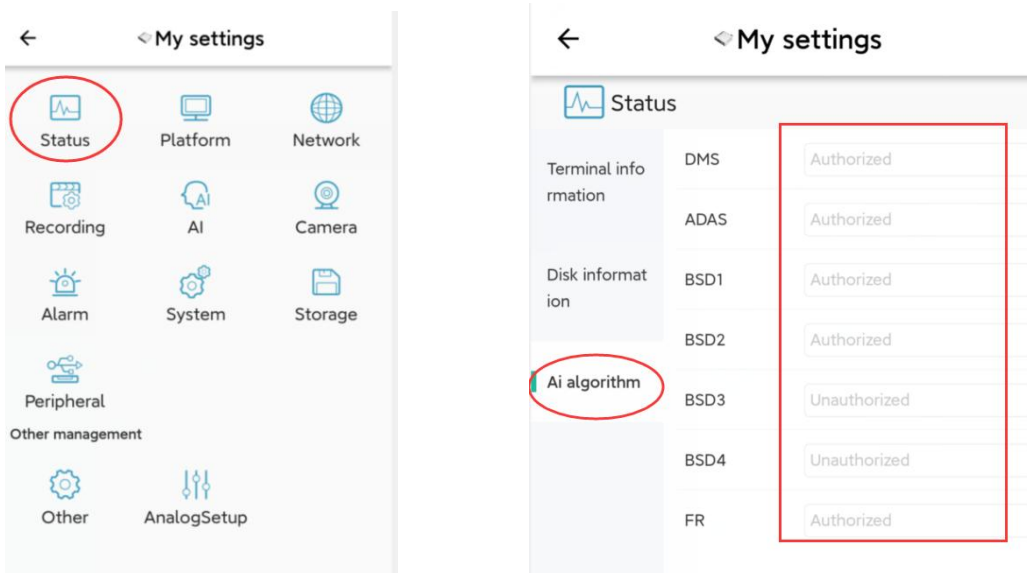 My settings
Status Platform Network
Recording AI Camera
Alarm System Storage
Peripheral
Other management
Other AnalogSetup
My settings
Status
Terminal info
rmation
Disk informat
ion
Ai algorithm
DMS Authorized
ADAS Authorized
BSD1 Authorized
BSD2 Authorized
BSD3 Unauthorized
BSD4 Unauthorized
FR Authorized